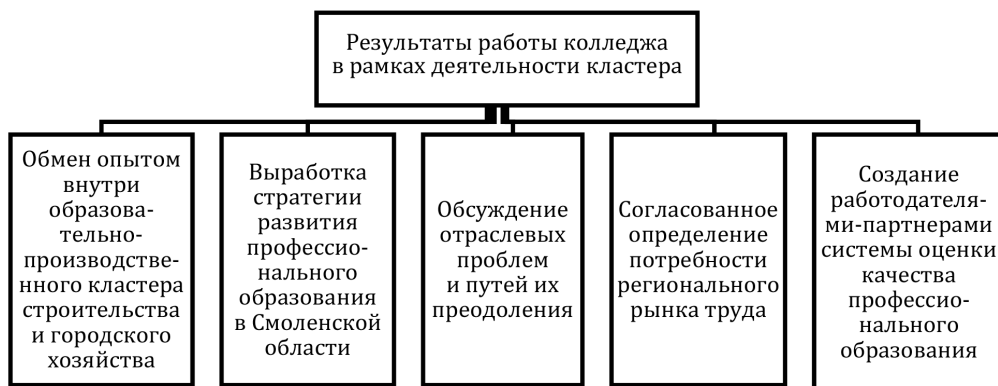 Результаты работы колледжа
в рамках деятельности кластера
Обмен опытом
внутри
образова-
тельно-
производстве-
нного кластера
строительства
и городского
хозяйства
Выработка
стратегии
развития
профессио-
нального
образования
в Смоленской
области
Обсуждение
отраслевых
проблем
и путей их
преодоления
Согласованное
определение
потребности
регионального
рынка труда
Создание
работодателя-
ми-партнерами
системы оценки
качества
профессио-
нального
образования